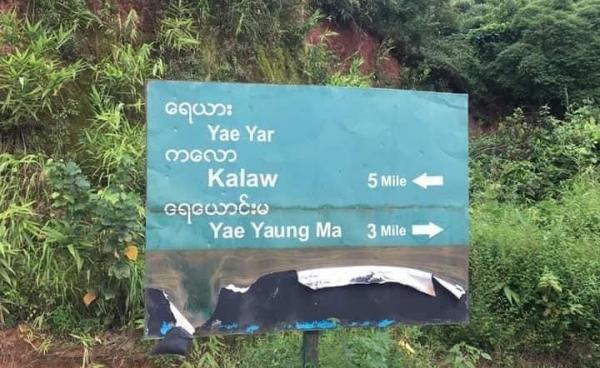 ရေယား
Yae Yar
ကလော
Kalaw 5 Mile
ရေယောင်းမ
Yae Yaung Ma 3 Mile